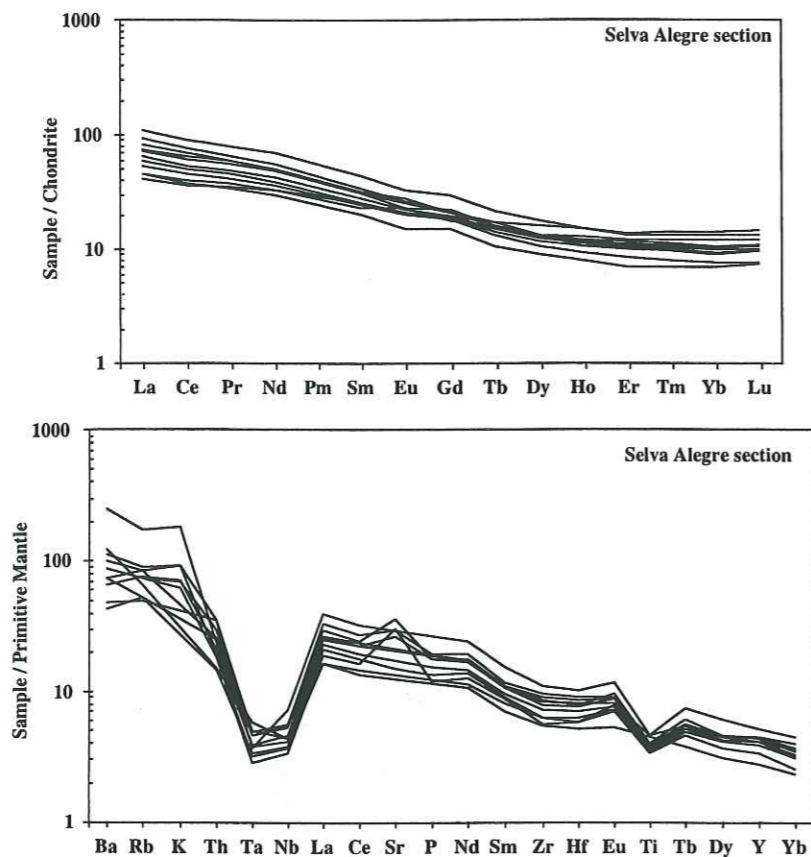 1000
Selva Alegre section
100
Sample / Chondrite
10
1
La Ce Pr Nd Pm Sm Eu Gd Tb Dy Ho Er Tm Yb Lu
1000
Selva Alegre section
100
Sample / Primitive Mantle
10
1
Ba Rb K Th Ta Nb La Ce Sr P Nd Sm Zr Hf Eu Ti Tb Dy Y Yb